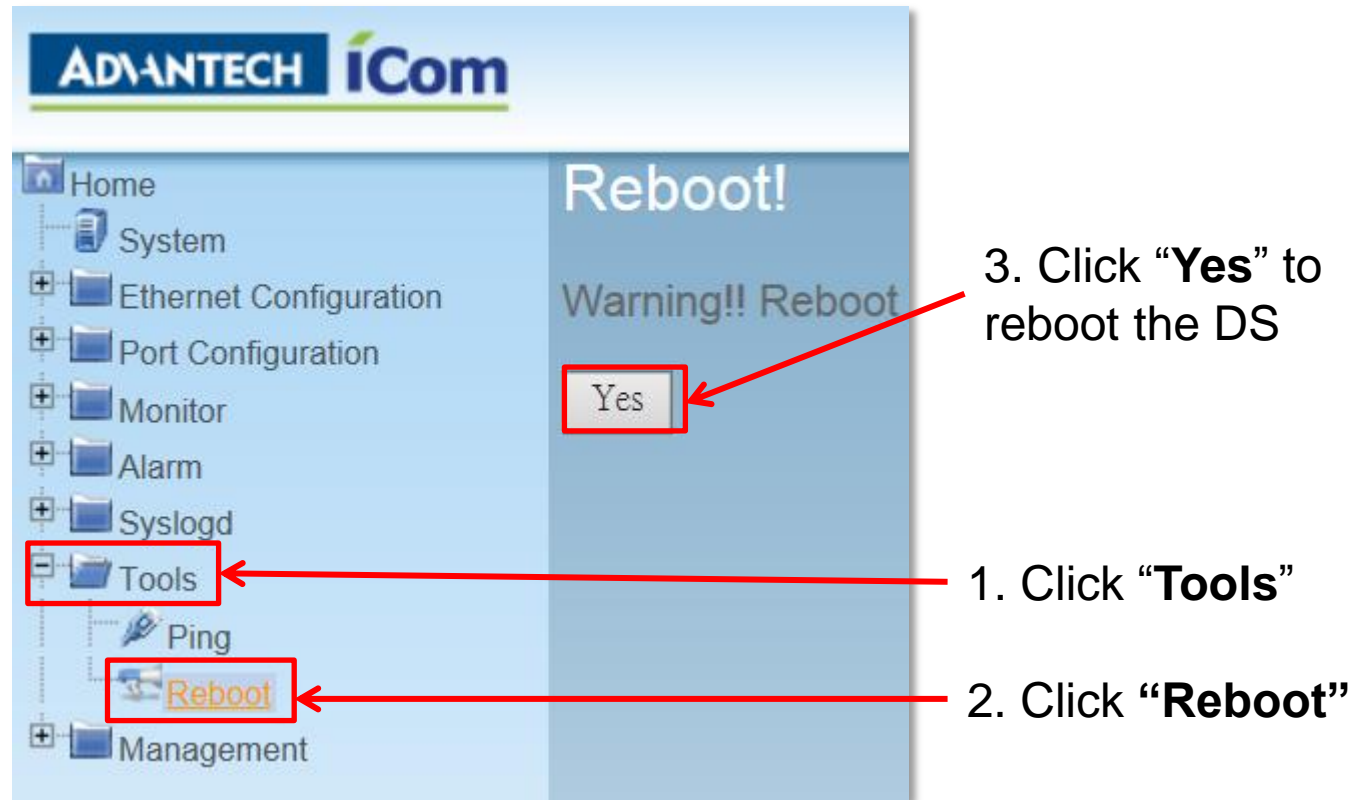 ADVANTECH iCom
Home
System
Ethernet Configuration
Port Configuration
Monitor
Alarm
Syslogd
Tools
Ping
Reboot
Management
Reboot!
Warning!! Reboot
Yes
3. Click “Yes” to
reboot the DS
1. Click “Tools”
2. Click “Reboot”